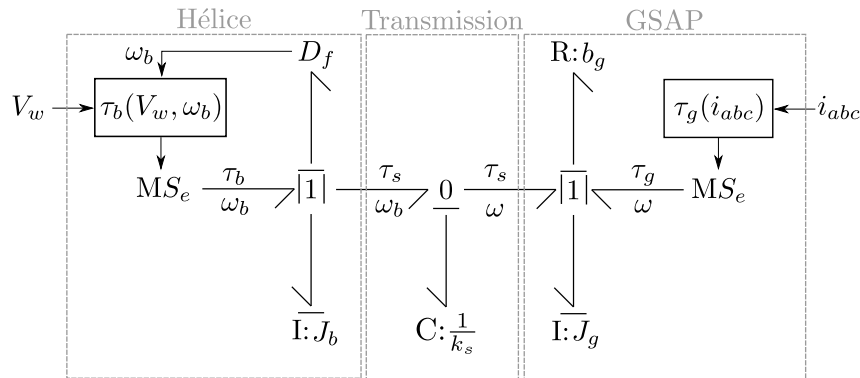 Hélice Transmission GSAP
ω_b D_f R:b_g
V_w τ_b(V_w, ω_b) τ_g(i_abc) i_abc
MS_e τ_b 1 τ_s 0 τ_s 1 τ_g MS_e
ω_b ω_b ω ω
I:J_b C:1/k_s I:J_g